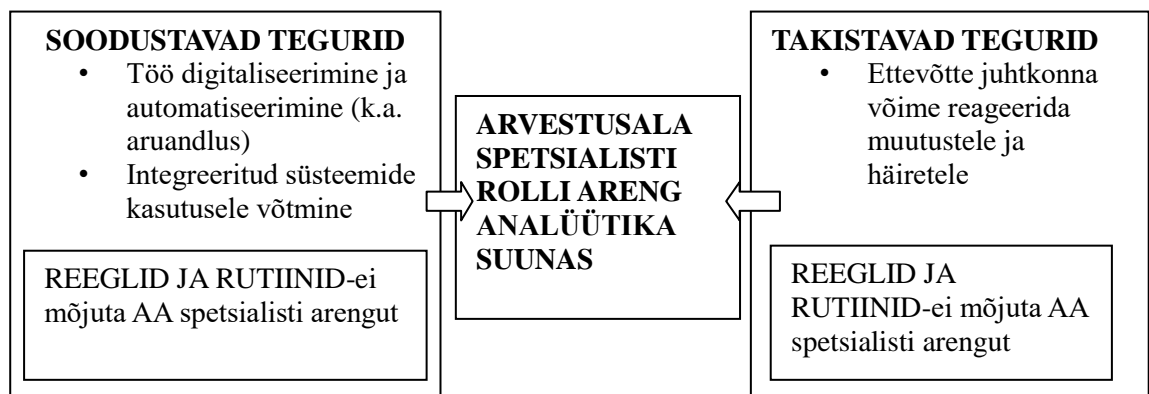 SOODUSTAVAD TEGURID
• Töö digitaliseerimine ja
automatiseerimine (k.a.
aruandlus)
• Integreeritud süsteemide
kasutusele võtmine
REEGLID JA RUTIINID-ei
mõjuta AA spetsialisti arengut
ARVESTUSALA
SPETSIALISTI
ROLLI ARENG
ANALÜÜTIKA
SUUNAS
TAKISTAVAD TEGURID
• Ettevõtte juhtkonna
võime reageerida
muutustele ja
häiretele
REEGLID JA
RUTIINID-ei mõjuta AA
spetsialisti arengut